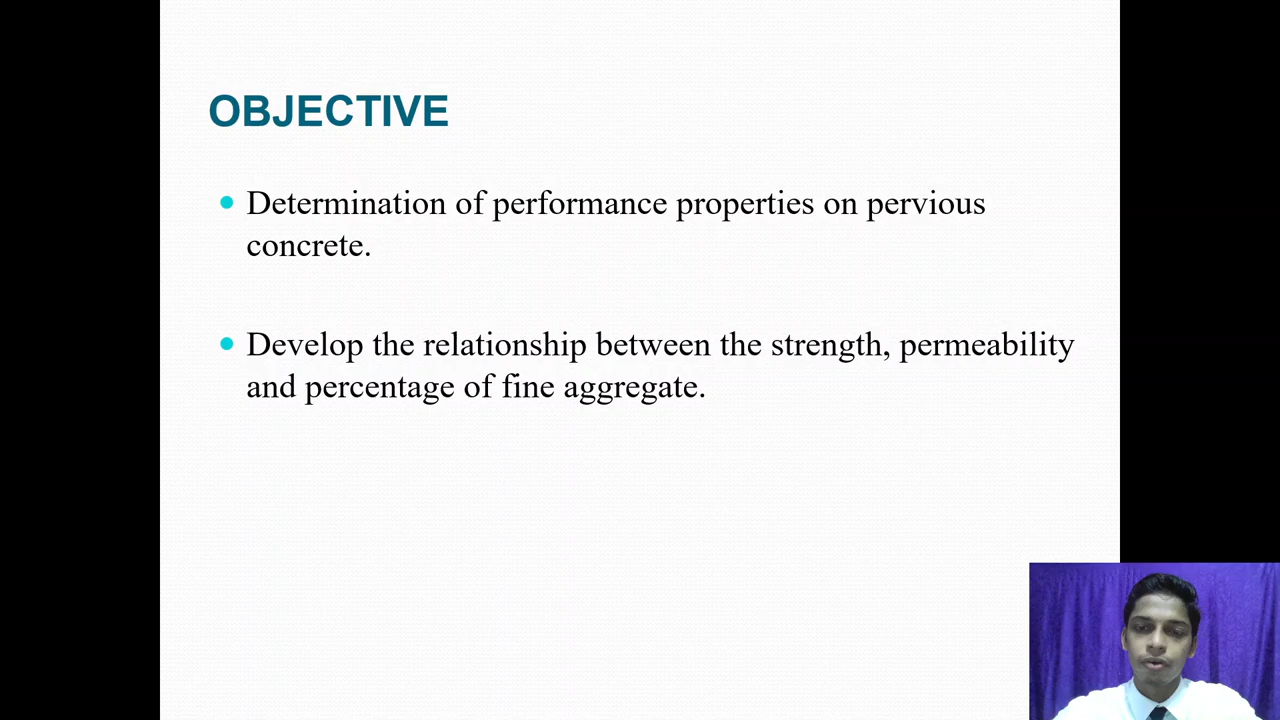 OBJECTIVE
Determination of performance properties on pervious
concrete.
Develop the relationship between the strength, permeability
and percentage of fine aggregate.